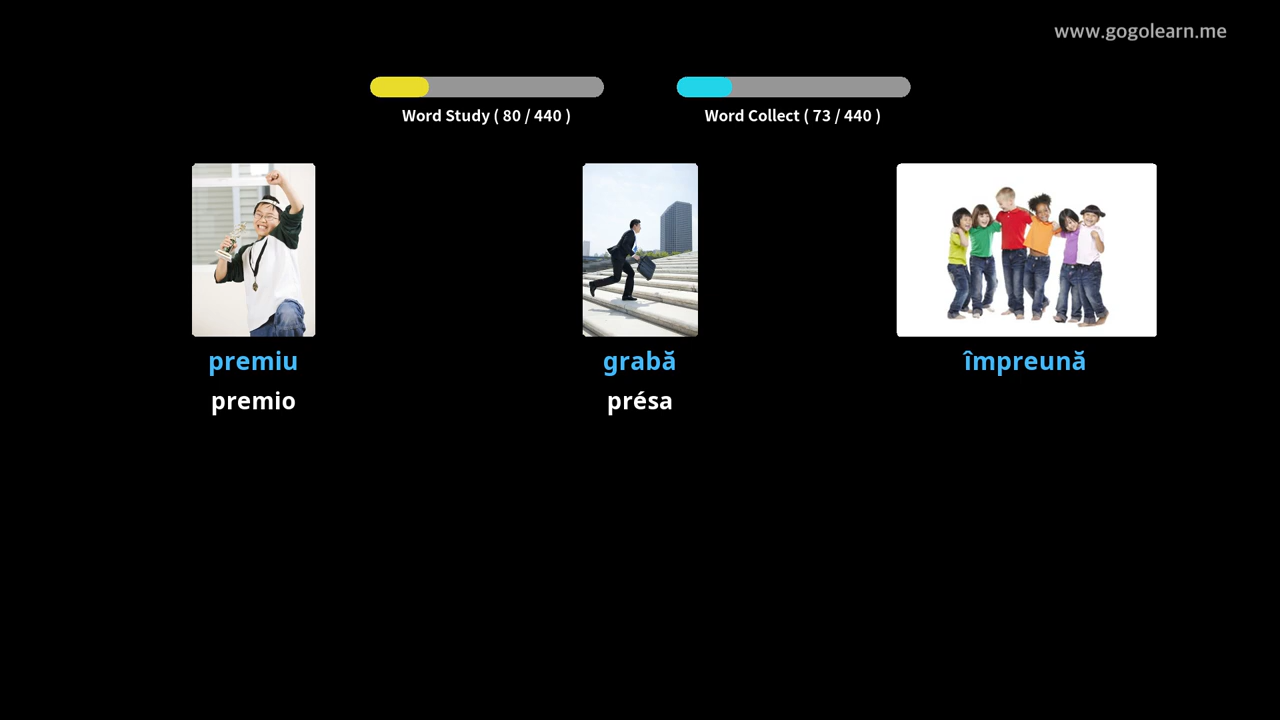 www.gogolearn.me
Word Study ( 80 / 440 )
Word Collect ( 73 / 440 )
premiu
grabă
împreună
premio
présa